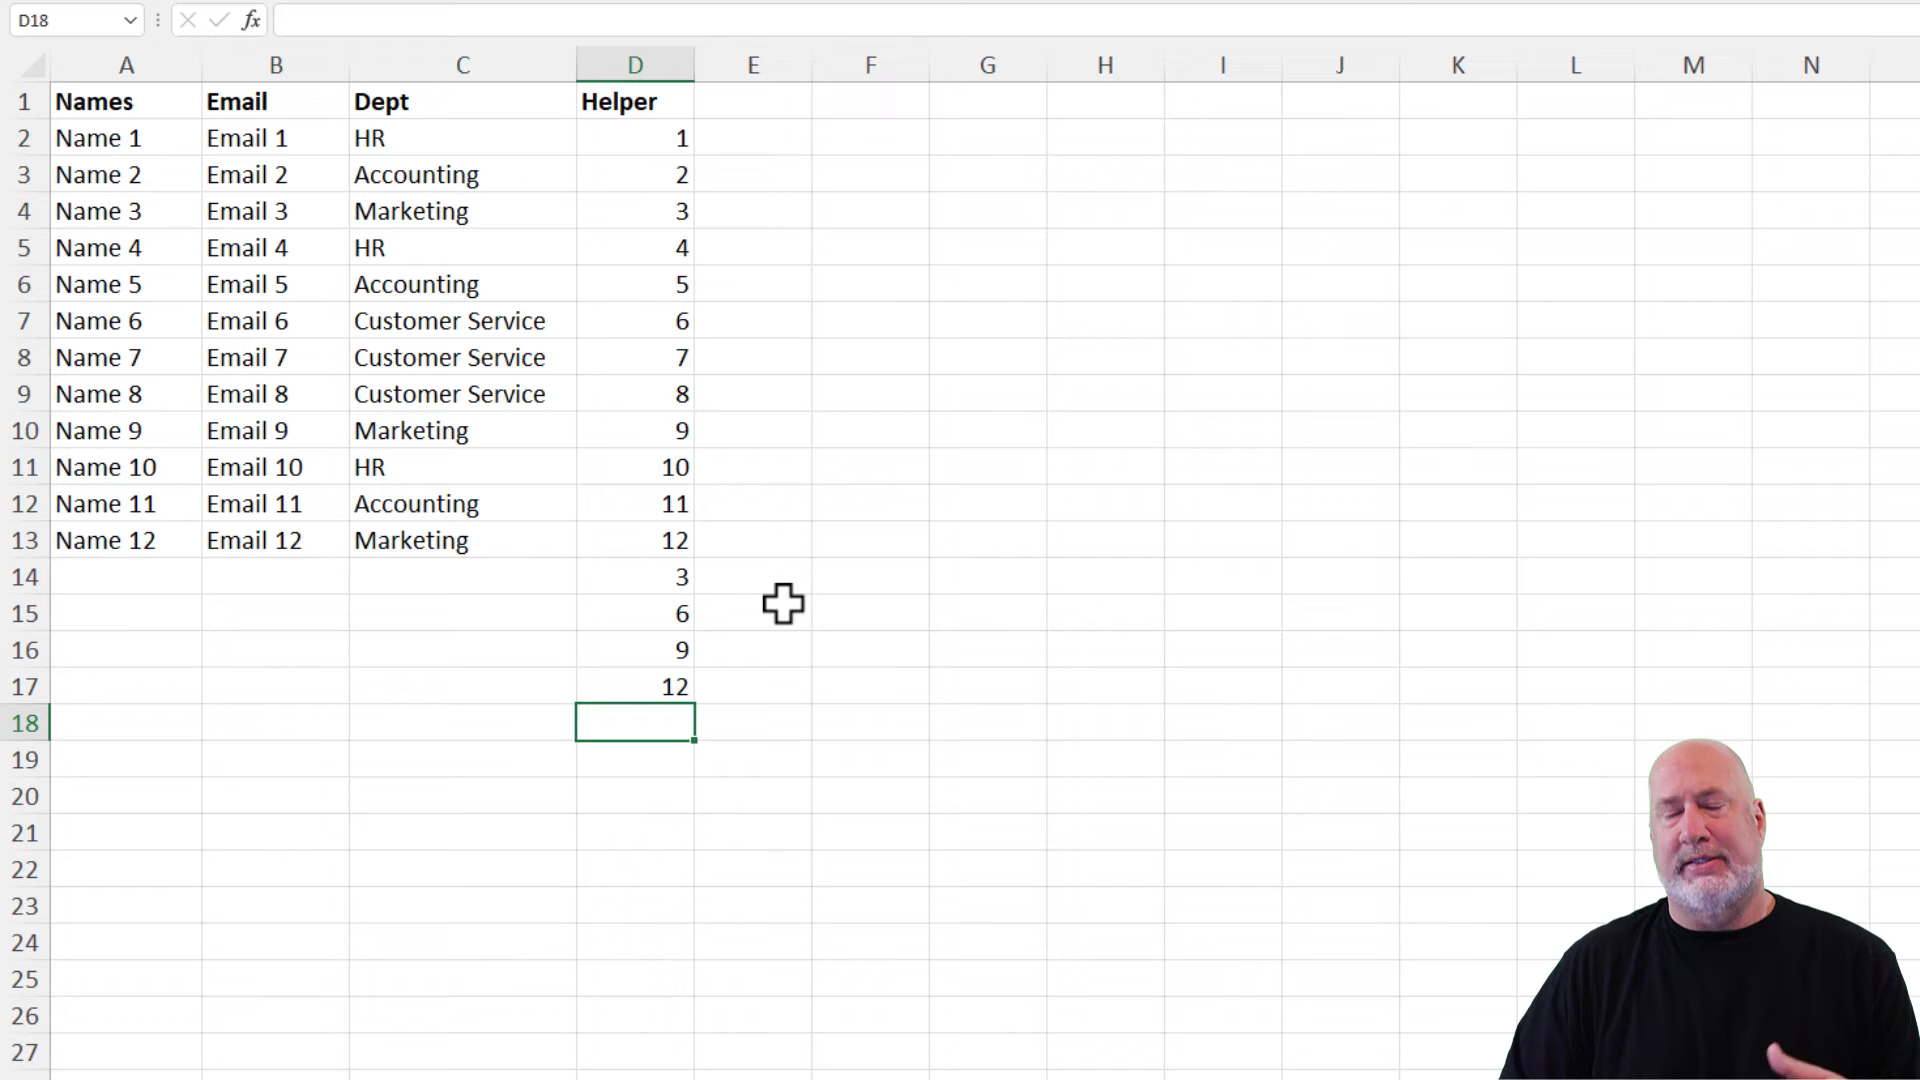 D18 fx
A B C D E F G H I J K L M N
1 Names Email Dept Helper
2 Name 1 Email 1 HR 1
3 Name 2 Email 2 Accounting 2
4 Name 3 Email 3 Marketing 3
5 Name 4 Email 4 HR 4
6 Name 5 Email 5 Accounting 5
7 Name 6 Email 6 Customer Service 6
8 Name 7 Email 7 Customer Service 7
9 Name 8 Email 8 Customer Service 8
10 Name 9 Email 9 Marketing 9
11 Name 10 Email 10 HR 10
12 Name 11 Email 11 Accounting 11
13 Name 12 Email 12 Marketing 12
14 3
15 6
16 9
17 12
18
19
20
21
22
23
24
25
26
27